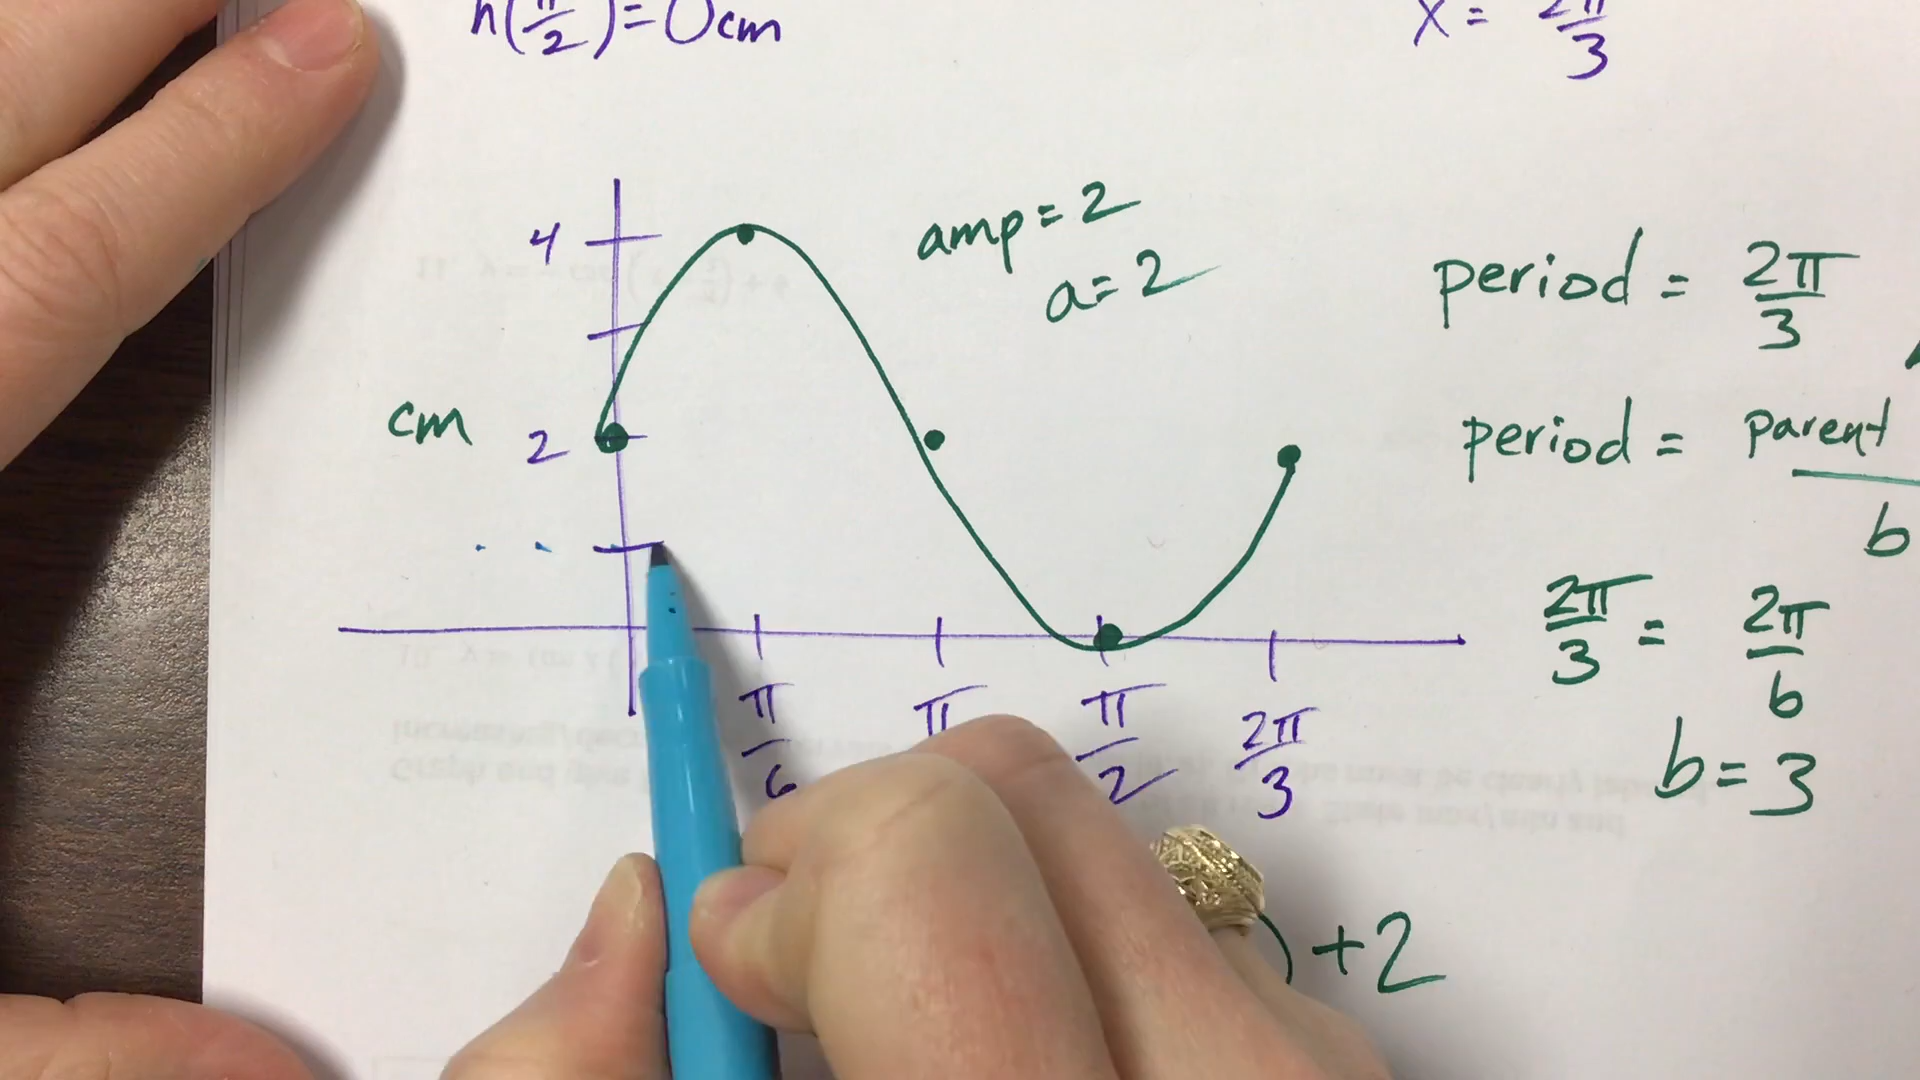 h(π/2)=0cm
x= 2π/3
4
amp=2
a=2
period = 2π/3
cm
2
period = parent/b
2π/3 = 2π/b
b=3
π/6
π
π/2
2π/3
) +2